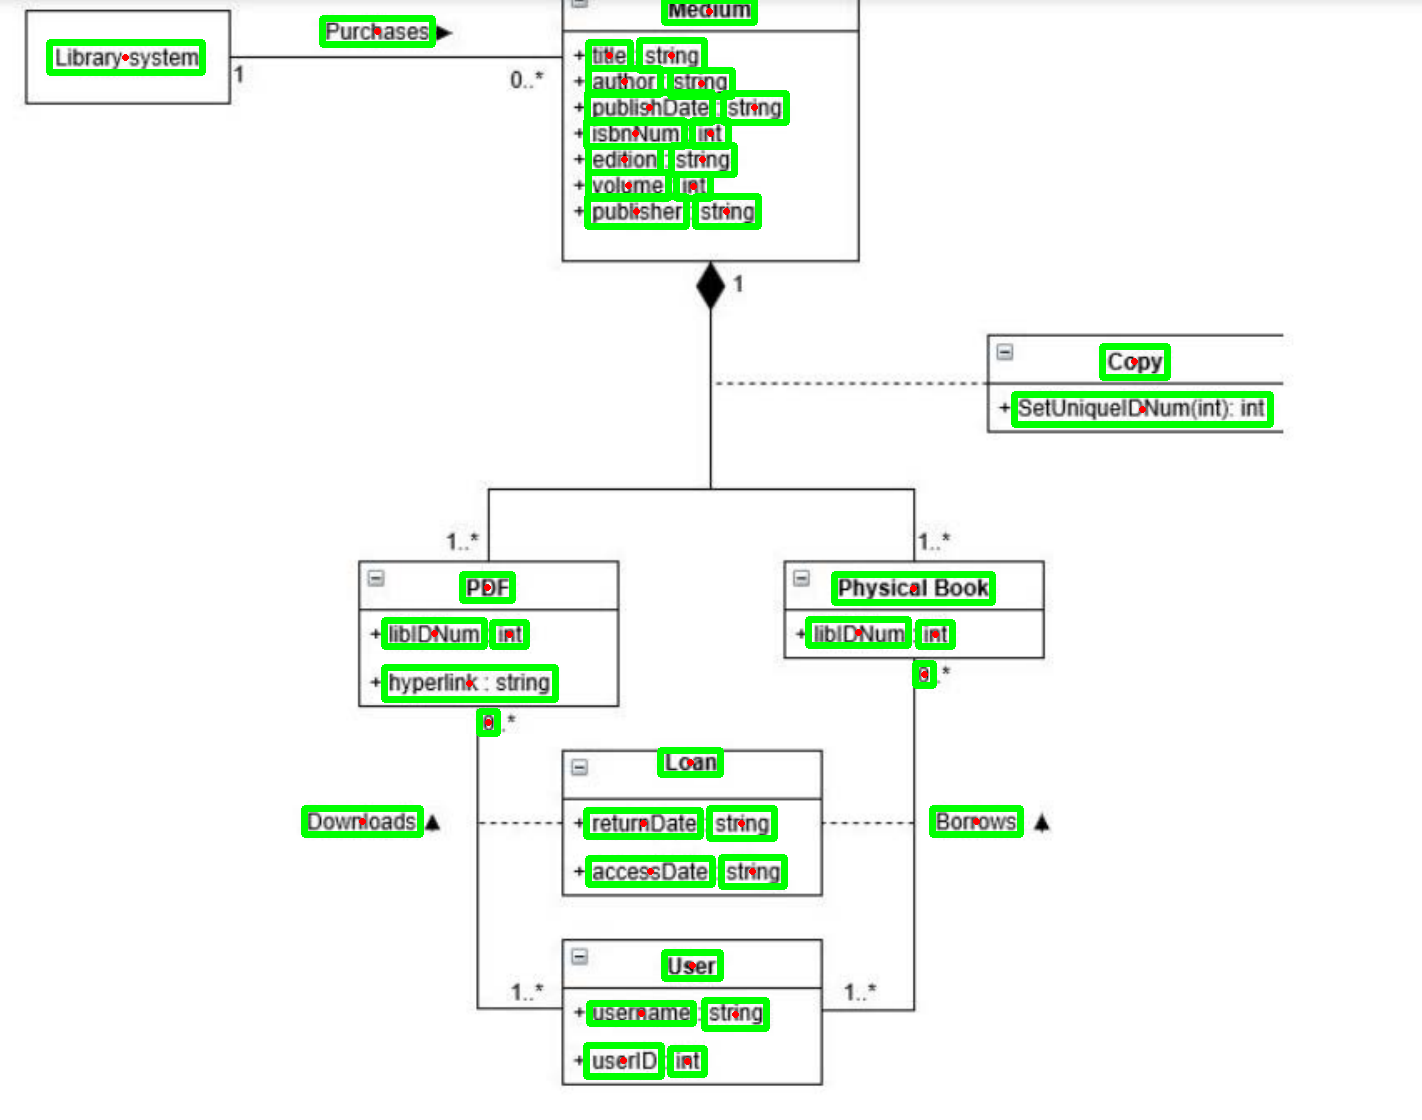 Medium
Purchases ▶
Library system
1
0..*
+ title : string
+ author : string
+ publishDate : string
+ isbnNum : int
+ edition : string
+ volume : int
+ publisher : string
1
Copy
+ SetUniqueIDNum(int): int
1..*
1..*
PDF
+ libIDNum : int
+ hyperlink : string
Physical Book
+ libIDNum : int
0..*
0..*
Loan
+ returnDate : string
+ accessDate : string
Downloads ▲
Borrows ▲
User
1..*
1..*
+ username : string
+ userID : int